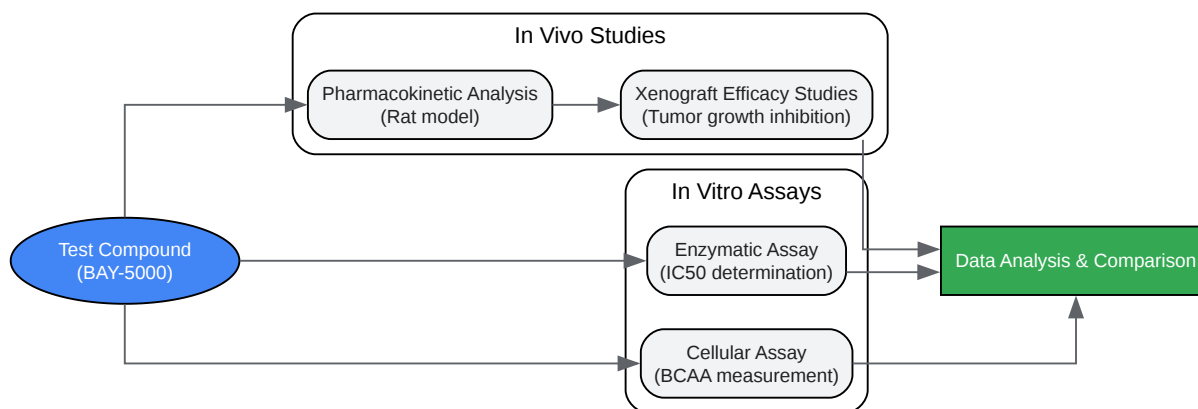 In Vivo Studies
Pharmacokinetic Analysis
(Rat model)
Xenograft Efficacy Studies
(Tumor growth inhibition)
In Vitro Assays
Test Compound
(BAY-5000)
Enzymatic Assay
(IC50 determination)
Data Analysis & Comparison
Cellular Assay
(BCAA measurement)